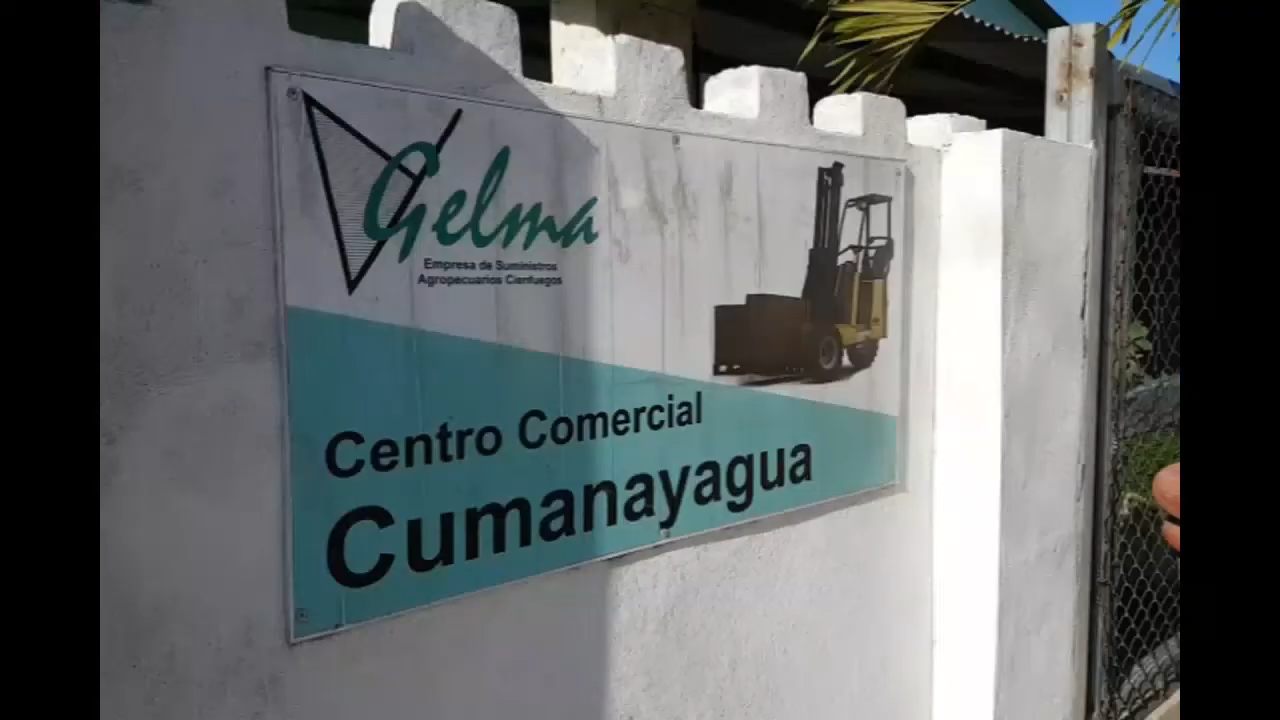 Gelma
Empresa de Suministros
Agropecuarios Cienfuegos
Centro Comercial
Cumanayagua